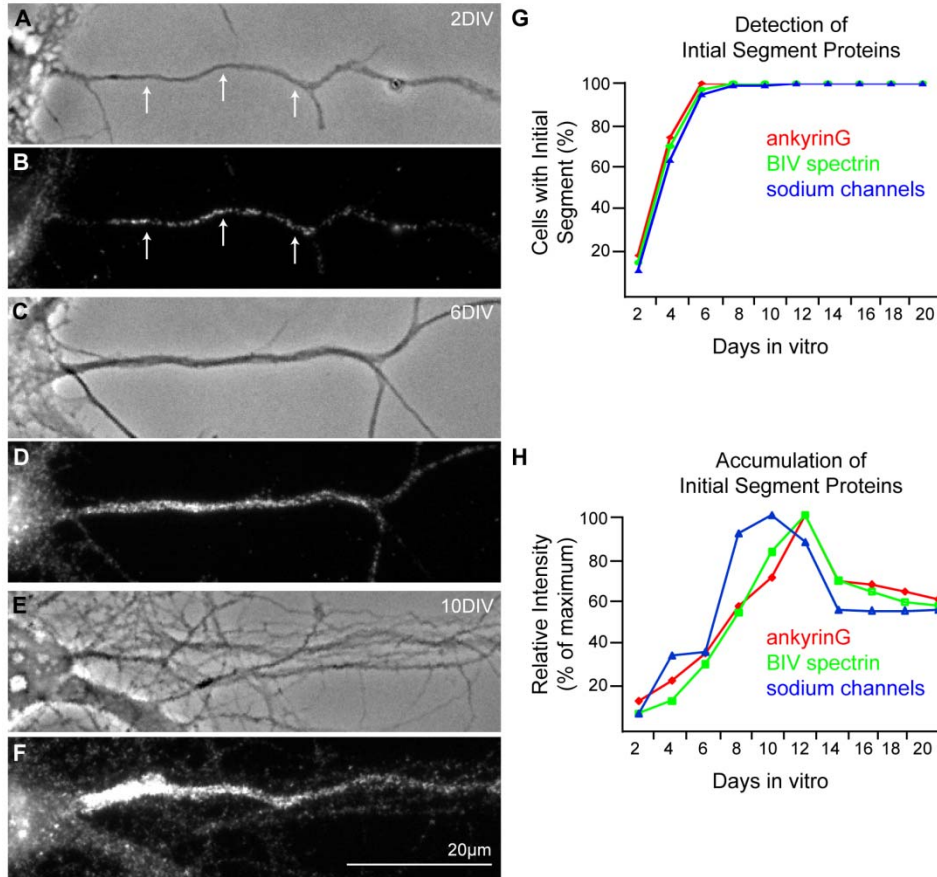 A
2DIV
B
C
6DIV
D
E
10DIV
F
20µm
G
Detection of
Intial Segment Proteins
Cells with Initial
Segment (%)
100
80
60
40
20
ankyrinG
BIV spectrin
sodium channels
2 4 6 8 10 12 14 16 18 20
Days in vitro
H
Accumulation of
Initial Segment Proteins
Relative Intensity
(% of maximum)
100
80
60
40
20
ankyrinG
BIV spectrin
sodium channels
2 4 6 8 10 12 14 16 18 20
Days in vitro